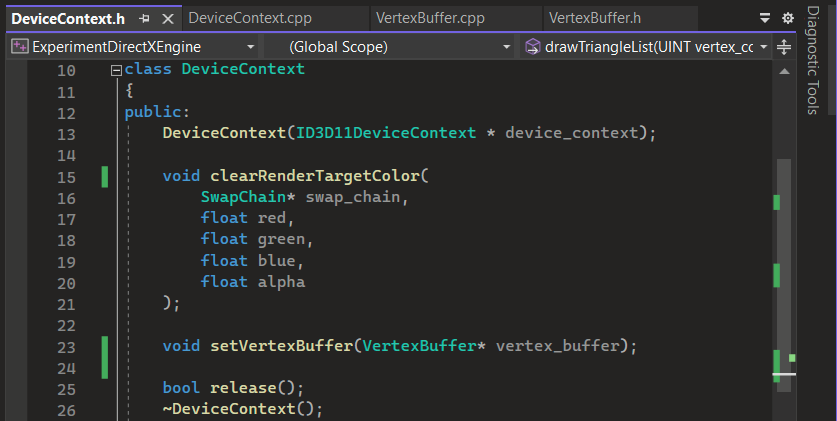 DeviceContext.h
DeviceContext.cpp
VertexBuffer.cpp
VertexBuffer.h
ExperimentDirectXEngine
(Global Scope)
drawTriangleList(UINT vertex_cc
10 class DeviceContext
11 {
12 public:
13 DeviceContext(ID3D11DeviceContext * device_context);
14
15 void clearRenderTargetColor(
16 SwapChain* swap_chain,
17 float red,
18 float green,
19 float blue,
20 float alpha
21 );
22
23 void setVertexBuffer(VertexBuffer* vertex_buffer);
24
25 bool release();
26 ~DeviceContext();
Diagnostic Tools